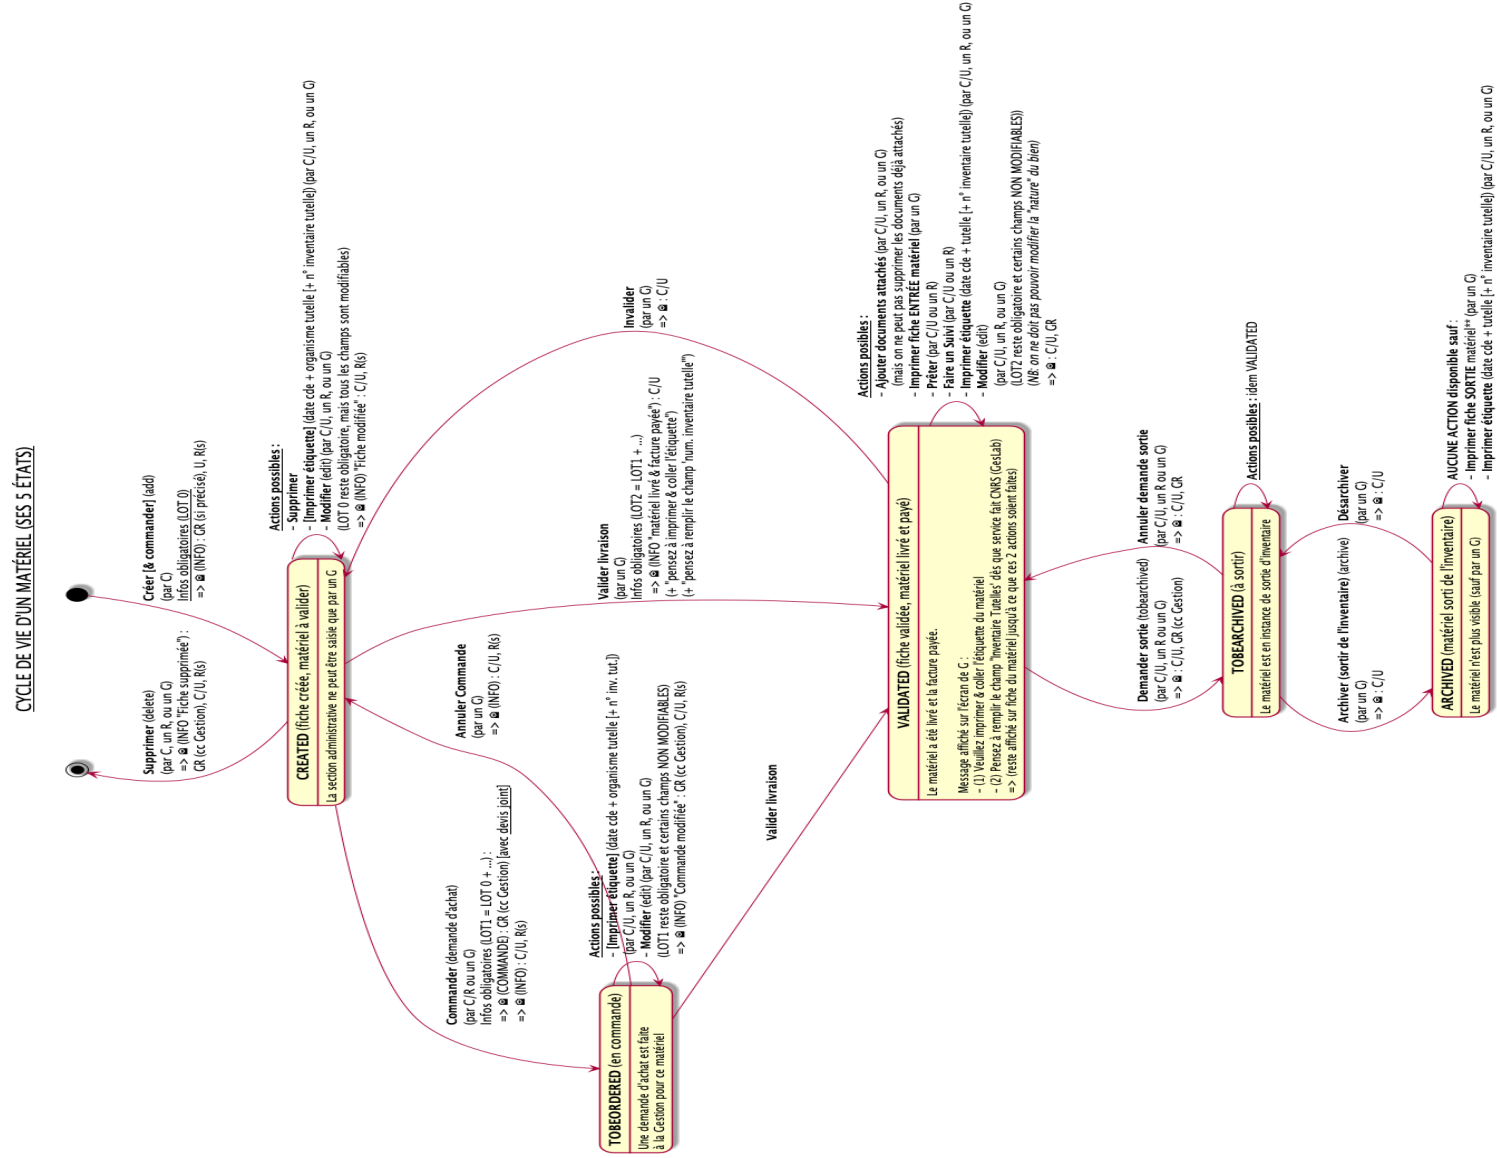 CYCLE DE VIE D'UN MATÉRIEL (SES 5 ÉTATS)
Supprimer (delete)
(par C, un R, ou un G)
=> (INFO "Fiche supprimée") :
GR (cc Gestion), C/U, R(s)
Créer [& commander] (add)
(par C)
Infos obligatoires (LOT 0)
=> (INFO) : GR (si précisé), U, R(s)
CREATED (fiche créée, matériel à valider)
La section administrative ne peut être saisie que par un G
Actions possibles :
- Supprimer
- [Imprimer étiquette] (date cde + organisme tutelle [+ n° inventaire tutelle]) (par C/U, un R, ou un G)
- Modifier (edit) (par C/U, un R, ou un G)
(LOT 0 reste obligatoire, mais tous les champs sont modifiables)
=> (INFO) "Fiche modifiée" : C/U, R(s)
Commander (demande d'achat)
(par C/R ou un G)
Infos obligatoires (LOT1 = LOT 0 + ...) :
=> (COMMANDE) : GR (cc Gestion) [avec devis joint]
=> (INFO) : C/U, R(s)
Annuler Commande
(par un G)
=> (INFO) : C/U, R(s)
Valider livraison
(par un G)
Infos obligatoires (LOT2 = LOT1 + ...)
=> (INFO "matériel livré & facture payée") : C/U
(+ "pensez à imprimer & coller l'étiquette")
(+ "pensez à remplir le champ 'num. inventaire tutelle'")
Invalider
(par un G)
=> : C/U
TOBEORDERED (en commande)
Une demande d'achat est faite
à la Gestion pour ce matériel
Actions possibles :
- [Imprimer étiquette] (date cde + organisme tutelle [+ n° inv. tut.])
(par C/U, un R, ou un G)
- Modifier (edit) (par C/U, un R, ou un G)
(LOT1 reste obligatoire et certains champs NON MODIFIABLES)
=> (INFO) "Commande modifiée" : GR (cc Gestion), C/U, R(s)
Valider livraison
VALIDATED (fiche validée, matériel livré et payé)
Le matériel a été livré et la facture payée.
Message affiché sur l'écran de G :
- (1) Veuillez imprimer & coller l'étiquette du matériel
- (2) Pensez à remplir le champ 'Inventaire Tutelles' dès que service fait CNRS (GesLab)
=> (reste affiché sur fiche du matériel jusqu'à ce que ces 2 actions soient faites)
Actions posibles :
- Ajouter documents attachés (par C/U, un R, ou un G)
(mais on ne peut pas supprimer les documents déjà attachés)
- Imprimer fiche ENTRÉE matériel (par un G)
- Prêter (par C/U ou un R)
- Faire un Suivi (par C/U ou un R)
- Imprimer étiquette (date cde + tutelle [+ n° inventaire tutelle]) (par C/U, un R, ou un G)
- Modifier (edit)
(par C/U, un R, ou un G)
(LOT2 reste obligatoire et certains champs NON MODIFIABLES))
(NB: on ne doit pas pouvoir modifier la "nature" du bien)
=> : C/U, GR
Demander sortie (tobearchived)
(par C/U, un R ou un G)
=> : C/U, GR (cc Gestion)
Annuler demande sortie
(par C/U, un R ou un G)
=> : C/U, GR
TOBEARCHIVED (à sortir)
Le matériel est en instance de sortie d'inventaire
Actions posibles : idem VALIDATED
Archiver (sortir de l'inventaire) (archive)
(par un G)
=> : C/U
Désarchiver
(par un G)
=> : C/U
ARCHIVED (matériel sorti de l'inventaire)
Le matériel n'est plus visible (sauf par un G)
AUCUNE ACTION disponible sauf :
- Imprimer fiche SORTIE matériel** (par un G)
- Imprimer étiquette (date cde + tutelle [+ n° inventaire tutelle]) (par C/U, un R, ou un G)